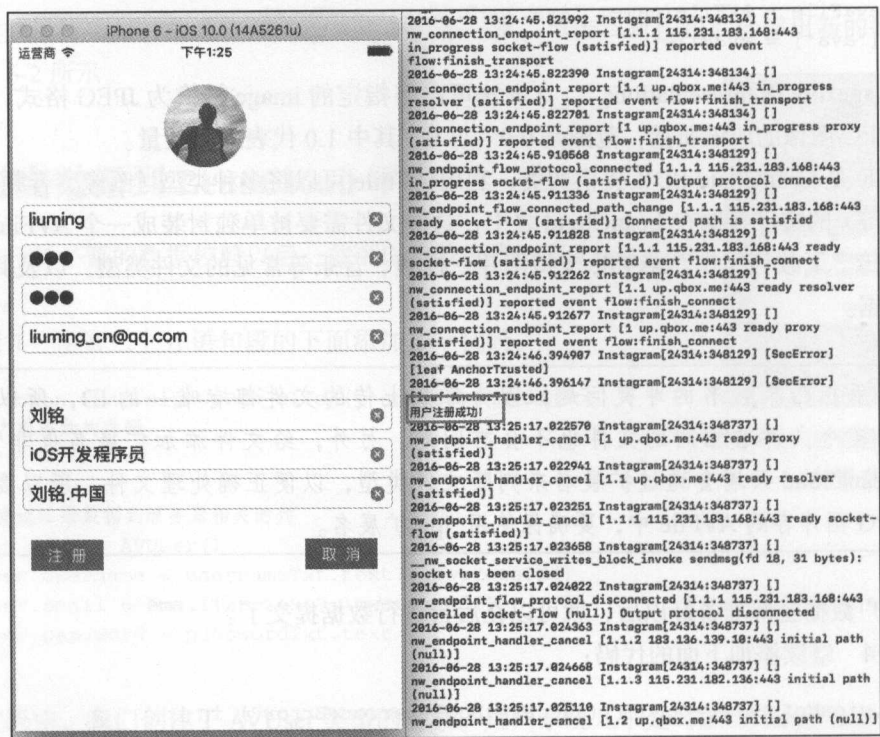 iPhone 6 – iOS 10.0 (14A5261u)
运营商
下午1:25
liuming
●●●
●●●
liuming_cn@qq.com
刘铭
iOS开发程序员
刘铭.中国
注 册
取 消
2016-06-28 13:24:45.821992 Instagram[24314:348134] []
nw_connection_endpoint_report [1.1.1 115.231.183.168:443
in_progress socket-flow (satisfied)] reported event
flow:finish_transport
2016-06-28 13:24:45.822390 Instagram[24314:348134] []
nw_connection_endpoint_report [1.1 up.qbox.me:443 in_progress
resolver (satisfied)] reported event flow:finish_transport
2016-06-28 13:24:45.822701 Instagram[24314:348134] []
nw_connection_endpoint_report [1 up.qbox.me:443 in_progress proxy
(satisfied)] reported event flow:finish_transport
2016-06-28 13:24:45.910568 Instagram[24314:348129] []
nw_endpoint_flow_protocol_connected [1.1.1 115.231.183.168:443
in_progress socket-flow (satisfied)] Output protocol connected
2016-06-28 13:24:45.911336 Instagram[24314:348129] []
nw_endpoint_flow_connected_path_change [1.1.1 115.231.183.168:443
ready socket-flow (satisfied)] Connected path is satisfied
2016-06-28 13:24:45.911828 Instagram[24314:348129] []
nw_connection_endpoint_report [1.1.1 115.231.183.168:443 ready
socket-flow (satisfied)] reported event flow:finish_connect
2016-06-28 13:24:45.912262 Instagram[24314:348129] []
nw_connection_endpoint_report [1.1 up.qbox.me:443 ready resolver
(satisfied)] reported event flow:finish_connect
2016-06-28 13:24:45.912677 Instagram[24314:348129] []
nw_connection_endpoint_report [1 up.qbox.me:443 ready proxy
(satisfied)] reported event flow:finish_connect
2016-06-28 13:24:46.394907 Instagram[24314:348129] [SecError]
[leaf AnchorTrusted]
2016-06-28 13:24:46.396147 Instagram[24314:348129] [SecError]
[leaf AnchorTrusted]
用户注册成功!
2016-06-28 13:25:17.022570 Instagram[24314:348737] []
nw_endpoint_handler_cancel [1 up.qbox.me:443 ready proxy
(satisfied)]
2016-06-28 13:25:17.022941 Instagram[24314:348737] []
nw_endpoint_handler_cancel [1.1 up.qbox.me:443 ready resolver
(satisfied)]
2016-06-28 13:25:17.023251 Instagram[24314:348737] []
nw_endpoint_handler_cancel [1.1.1 115.231.183.168:443 ready socket-
flow (satisfied)]
2016-06-28 13:25:17.023658 Instagram[24314:348737] []
__nw_socket_service_writes_block_invoke sendmsg(fd 18, 31 bytes):
socket has been closed
2016-06-28 13:25:17.024022 Instagram[24314:348737] []
nw_endpoint_flow_protocol_disconnected [1.1.1 115.231.183.168:443
cancelled socket-flow (null)] Output protocol disconnected
2016-06-28 13:25:17.024363 Instagram[24314:348737] []
nw_endpoint_handler_cancel [1.1.2 183.136.139.10:443 initial path
(null)]
2016-06-28 13:25:17.024668 Instagram[24314:348737] []
nw_endpoint_handler_cancel [1.1.3 115.231.182.136:443 initial path
(null)]
2016-06-28 13:25:17.025110 Instagram[24314:348737] []
nw_endpoint_handler_cancel [1.2 up.qbox.me:443 initial path (null)]